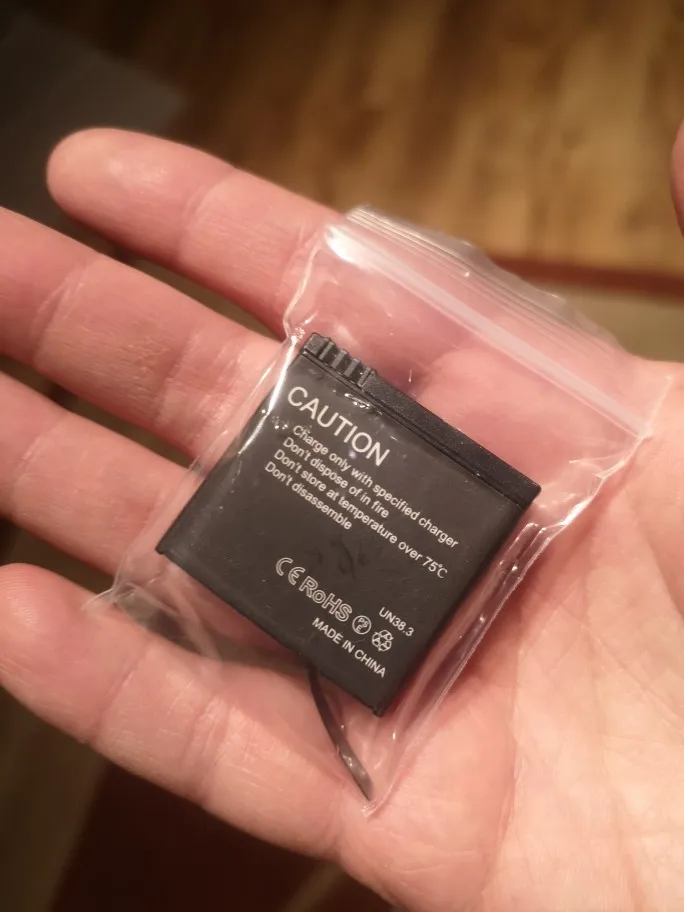 CAUTION
Charge only with specified charger
Don't dispose of in fire
Don't store at temperature over 75℃
Don't disassemble
CE RoHS PSE
UN38.3
MADE IN CHINA